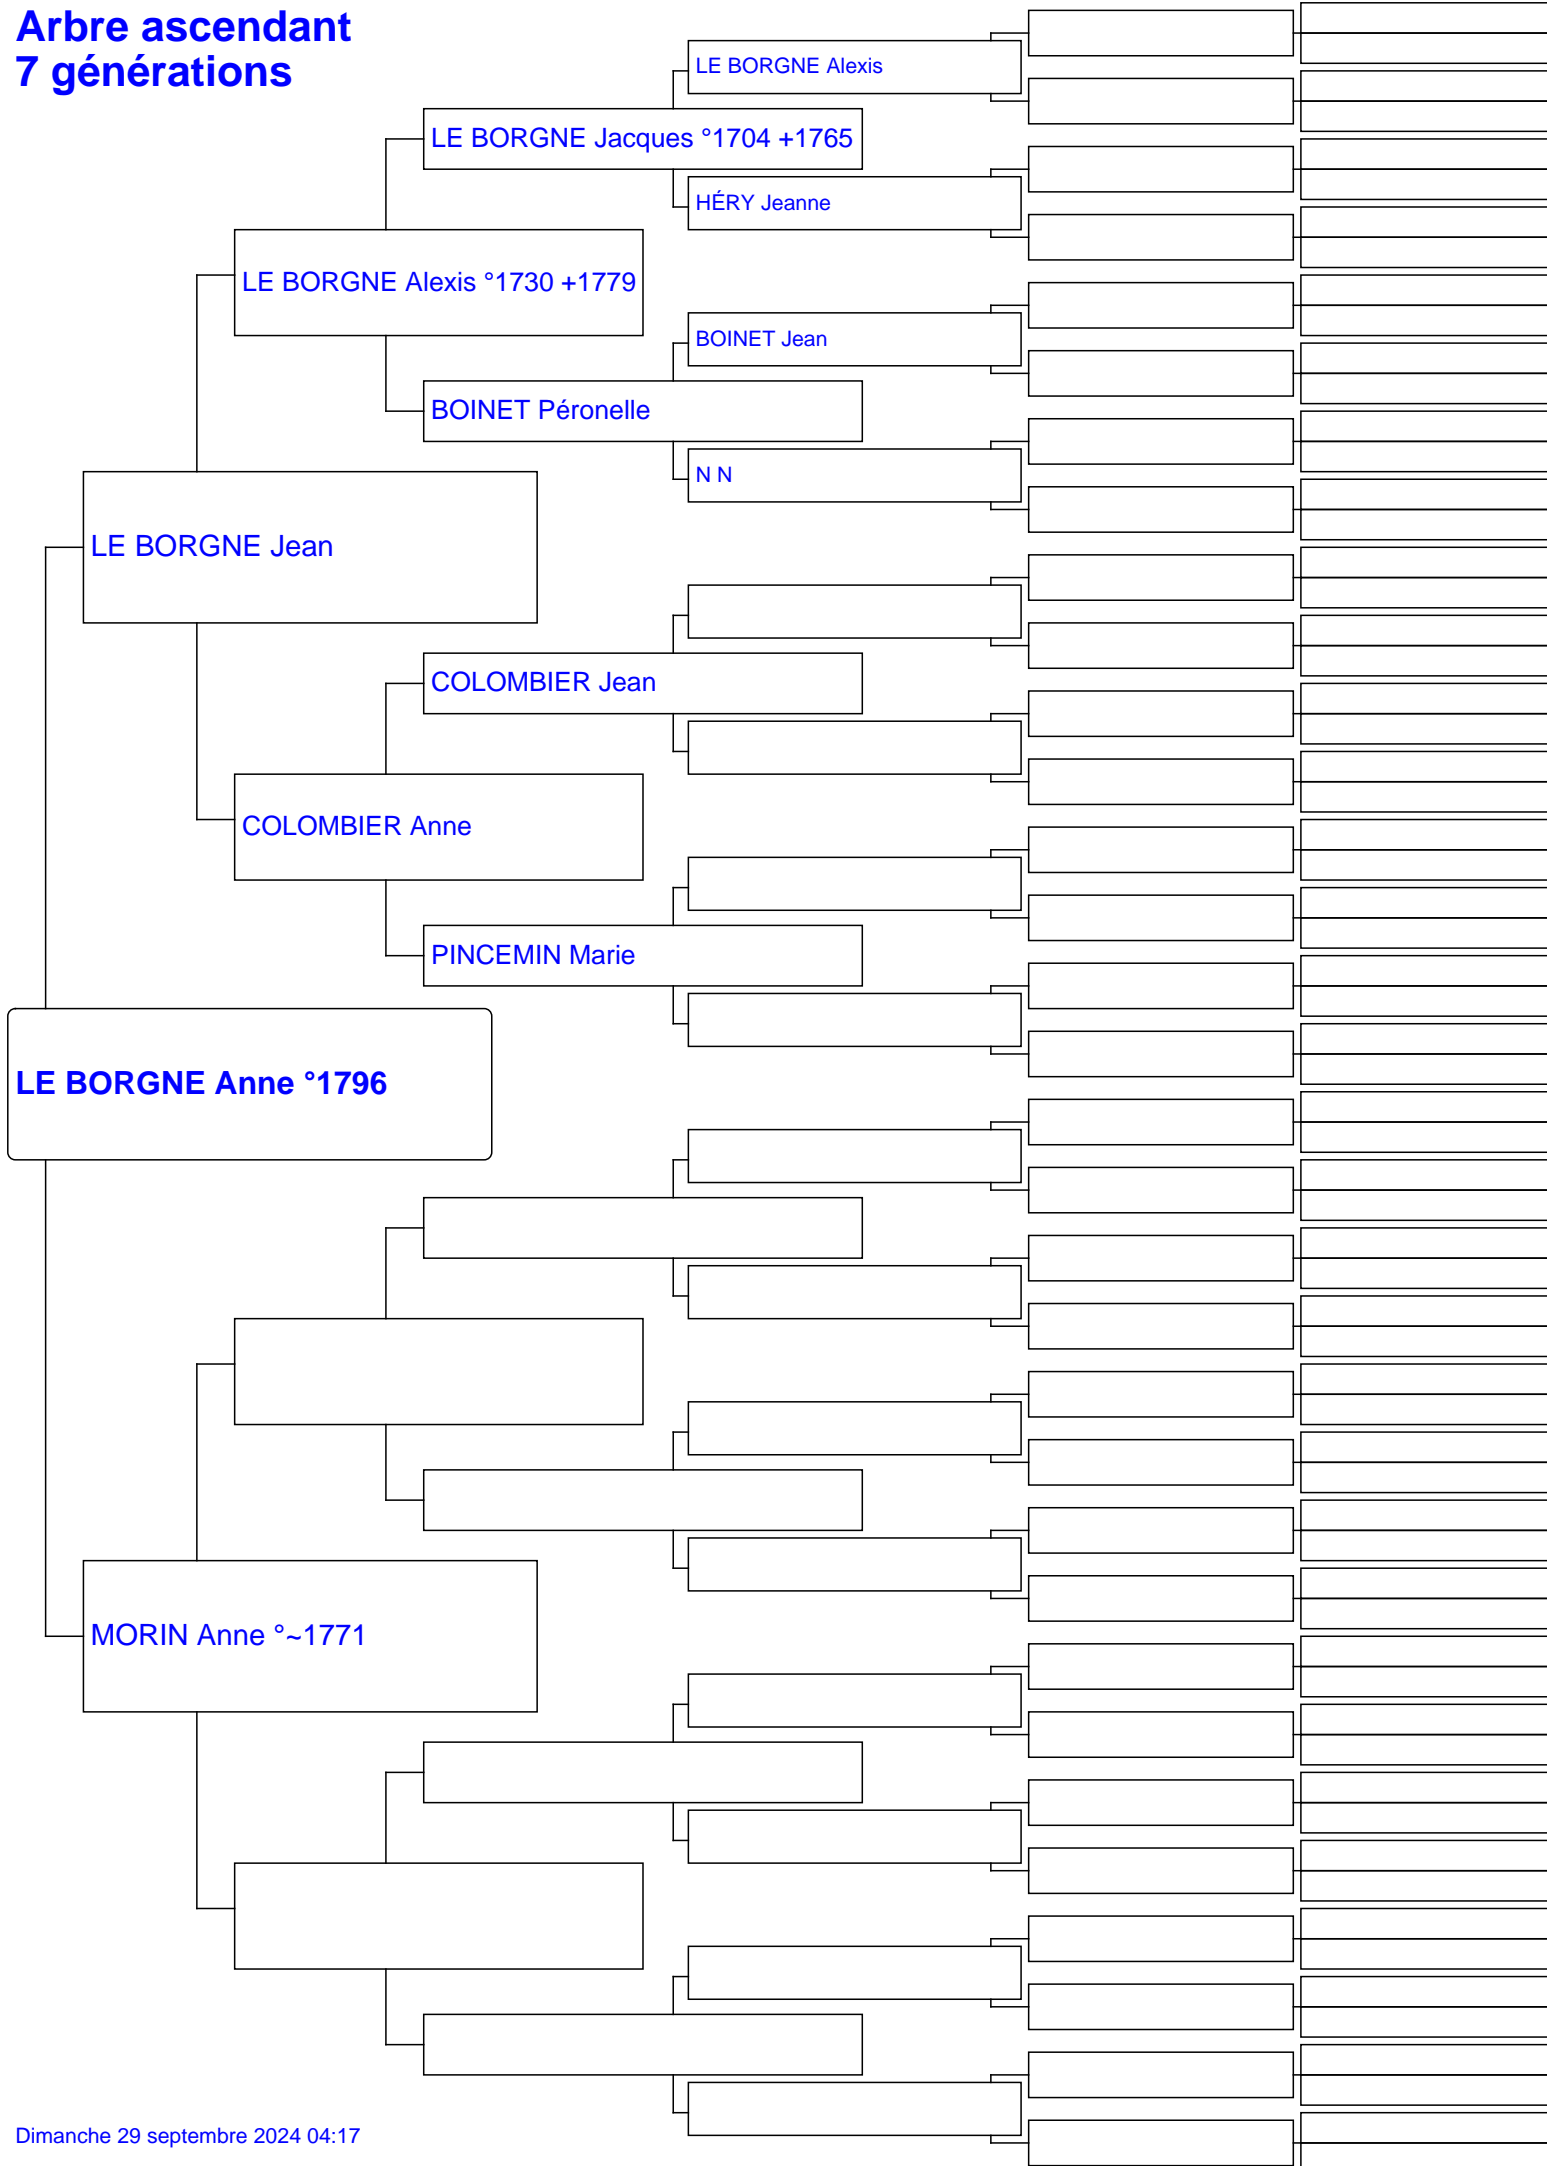 Arbre ascendant
7 générations
LE BORGNE Alexis
LE BORGNE Jacques °1704 +1765
HÉRY Jeanne
LE BORGNE Alexis °1730 +1779
BOINET Jean
BOINET Péronelle
N N
LE BORGNE Jean
COLOMBIER Jean
COLOMBIER Anne
PINCEMIN Marie
LE BORGNE Anne °1796
MORIN Anne °~1771
Dimanche 29 septembre 2024 04:17